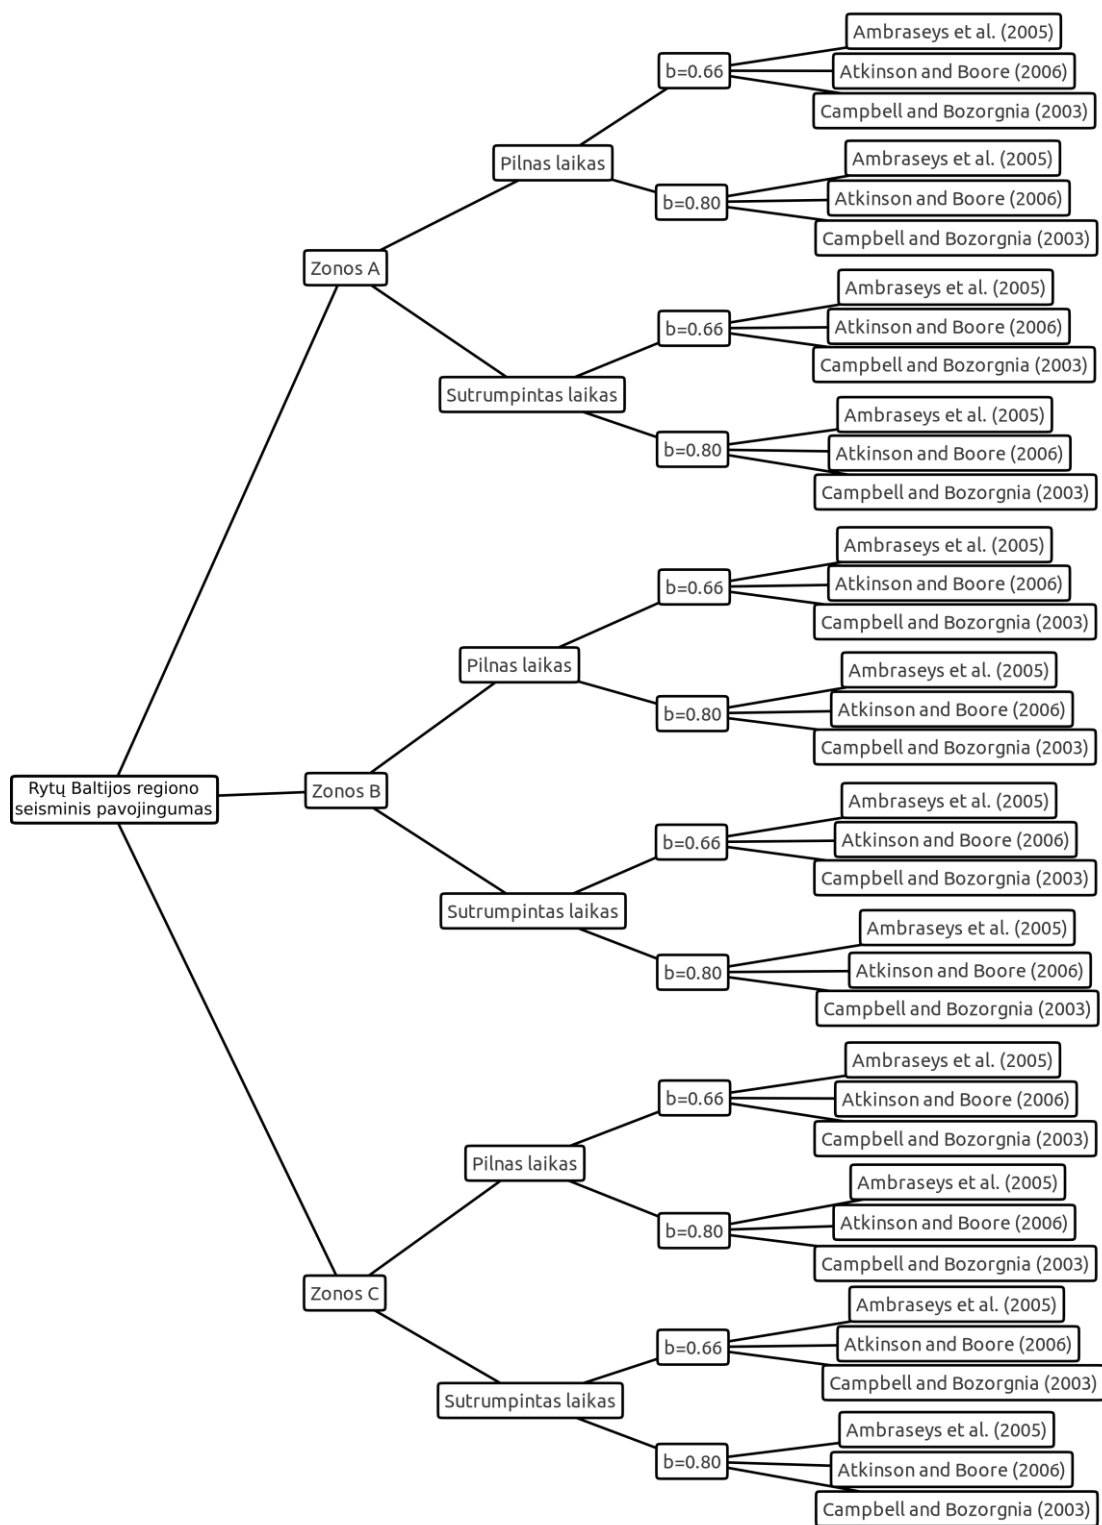 Ambraseys et al. (2005)
b=0.66
Atkinson and Boore (2006)
Campbell and Bozorgnia (2003)
Pilnas laikas
Ambraseys et al. (2005)
b=0.80
Atkinson and Boore (2006)
Campbell and Bozorgnia (2003)
Zonos A
Ambraseys et al. (2005)
b=0.66
Atkinson and Boore (2006)
Campbell and Bozorgnia (2003)
Sutrumpintas laikas
Ambraseys et al. (2005)
b=0.80
Atkinson and Boore (2006)
Campbell and Bozorgnia (2003)
Ambraseys et al. (2005)
b=0.66
Atkinson and Boore (2006)
Campbell and Bozorgnia (2003)
Pilnas laikas
Ambraseys et al. (2005)
b=0.80
Atkinson and Boore (2006)
Campbell and Bozorgnia (2003)
Rytų Baltijos regiono
seisminis pavojingumas
Zonos B
Ambraseys et al. (2005)
b=0.66
Atkinson and Boore (2006)
Campbell and Bozorgnia (2003)
Sutrumpintas laikas
Ambraseys et al. (2005)
b=0.80
Atkinson and Boore (2006)
Campbell and Bozorgnia (2003)
Ambraseys et al. (2005)
b=0.66
Atkinson and Boore (2006)
Campbell and Bozorgnia (2003)
Pilnas laikas
Ambraseys et al. (2005)
b=0.80
Atkinson and Boore (2006)
Campbell and Bozorgnia (2003)
Zonos C
Ambraseys et al. (2005)
b=0.66
Atkinson and Boore (2006)
Campbell and Bozorgnia (2003)
Sutrumpintas laikas
Ambraseys et al. (2005)
b=0.80
Atkinson and Boore (2006)
Campbell and Bozorgnia (2003)